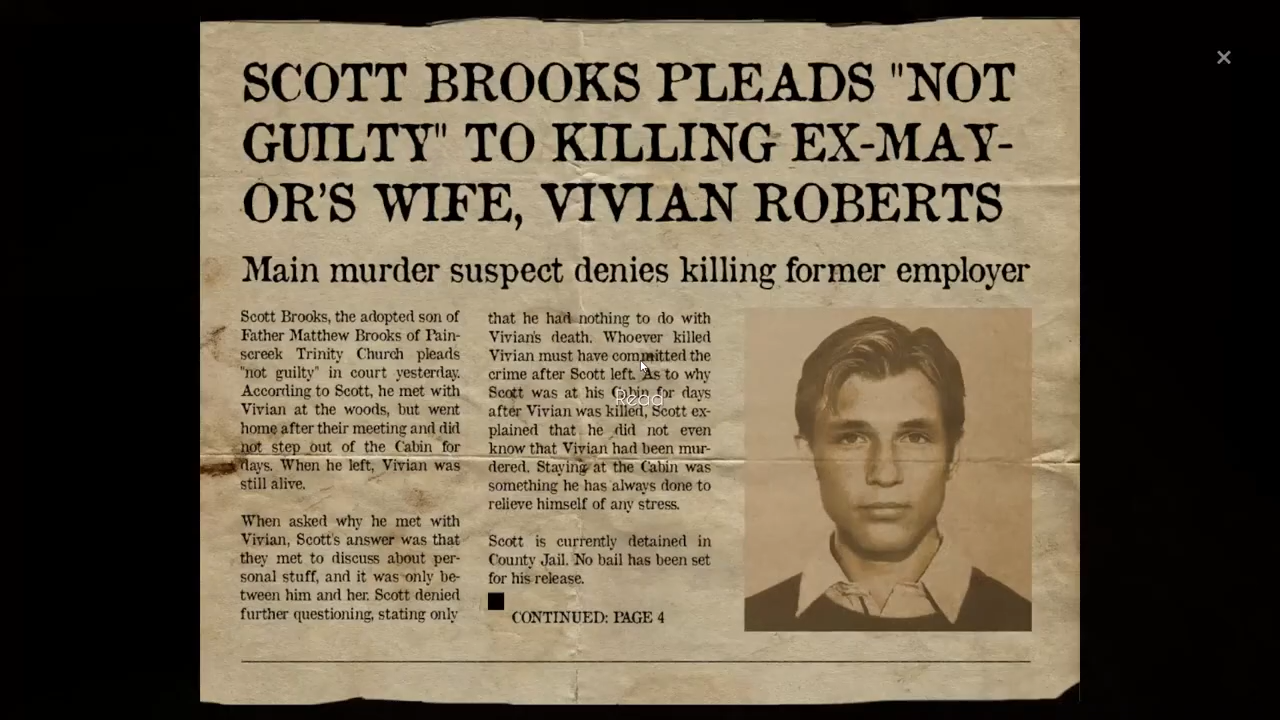 SCOTT BROOKS PLEADS "NOT
GUILTY" TO KILLING EX-MAY-
OR'S WIFE, VIVIAN ROBERTS
Main murder suspect denies killing former employer
Scott Brooks, the adopted son of
Father Matthew Brooks of Pain-
screek Trinity Church pleads
"not guilty" in court yesterday.
According to Scott, he met with
Vivian at the woods, but went
home after their meeting and did
not step out of the Cabin for
days. When he left, Vivian was
still alive.
When asked why he met with
Vivian, Scott's answer was that
they met to discuss about per-
sonal stuff, and it was only be-
tween him and her. Scott denied
further questioning, stating only
that he had nothing to do with
Vivian's death. Whoever killed
Vivian must have committed the
crime after Scott left. As to why
Scott was at his Cabin for days
after Vivian was killed, Scott ex-
plained that he did not even
know that Vivian had been mur-
dered. Staying at the Cabin was
something he has always done to
relieve himself of any stress.
Scott is currently detained in
County Jail. No bail has been set
for his release.
CONTINUED: PAGE 4
Read